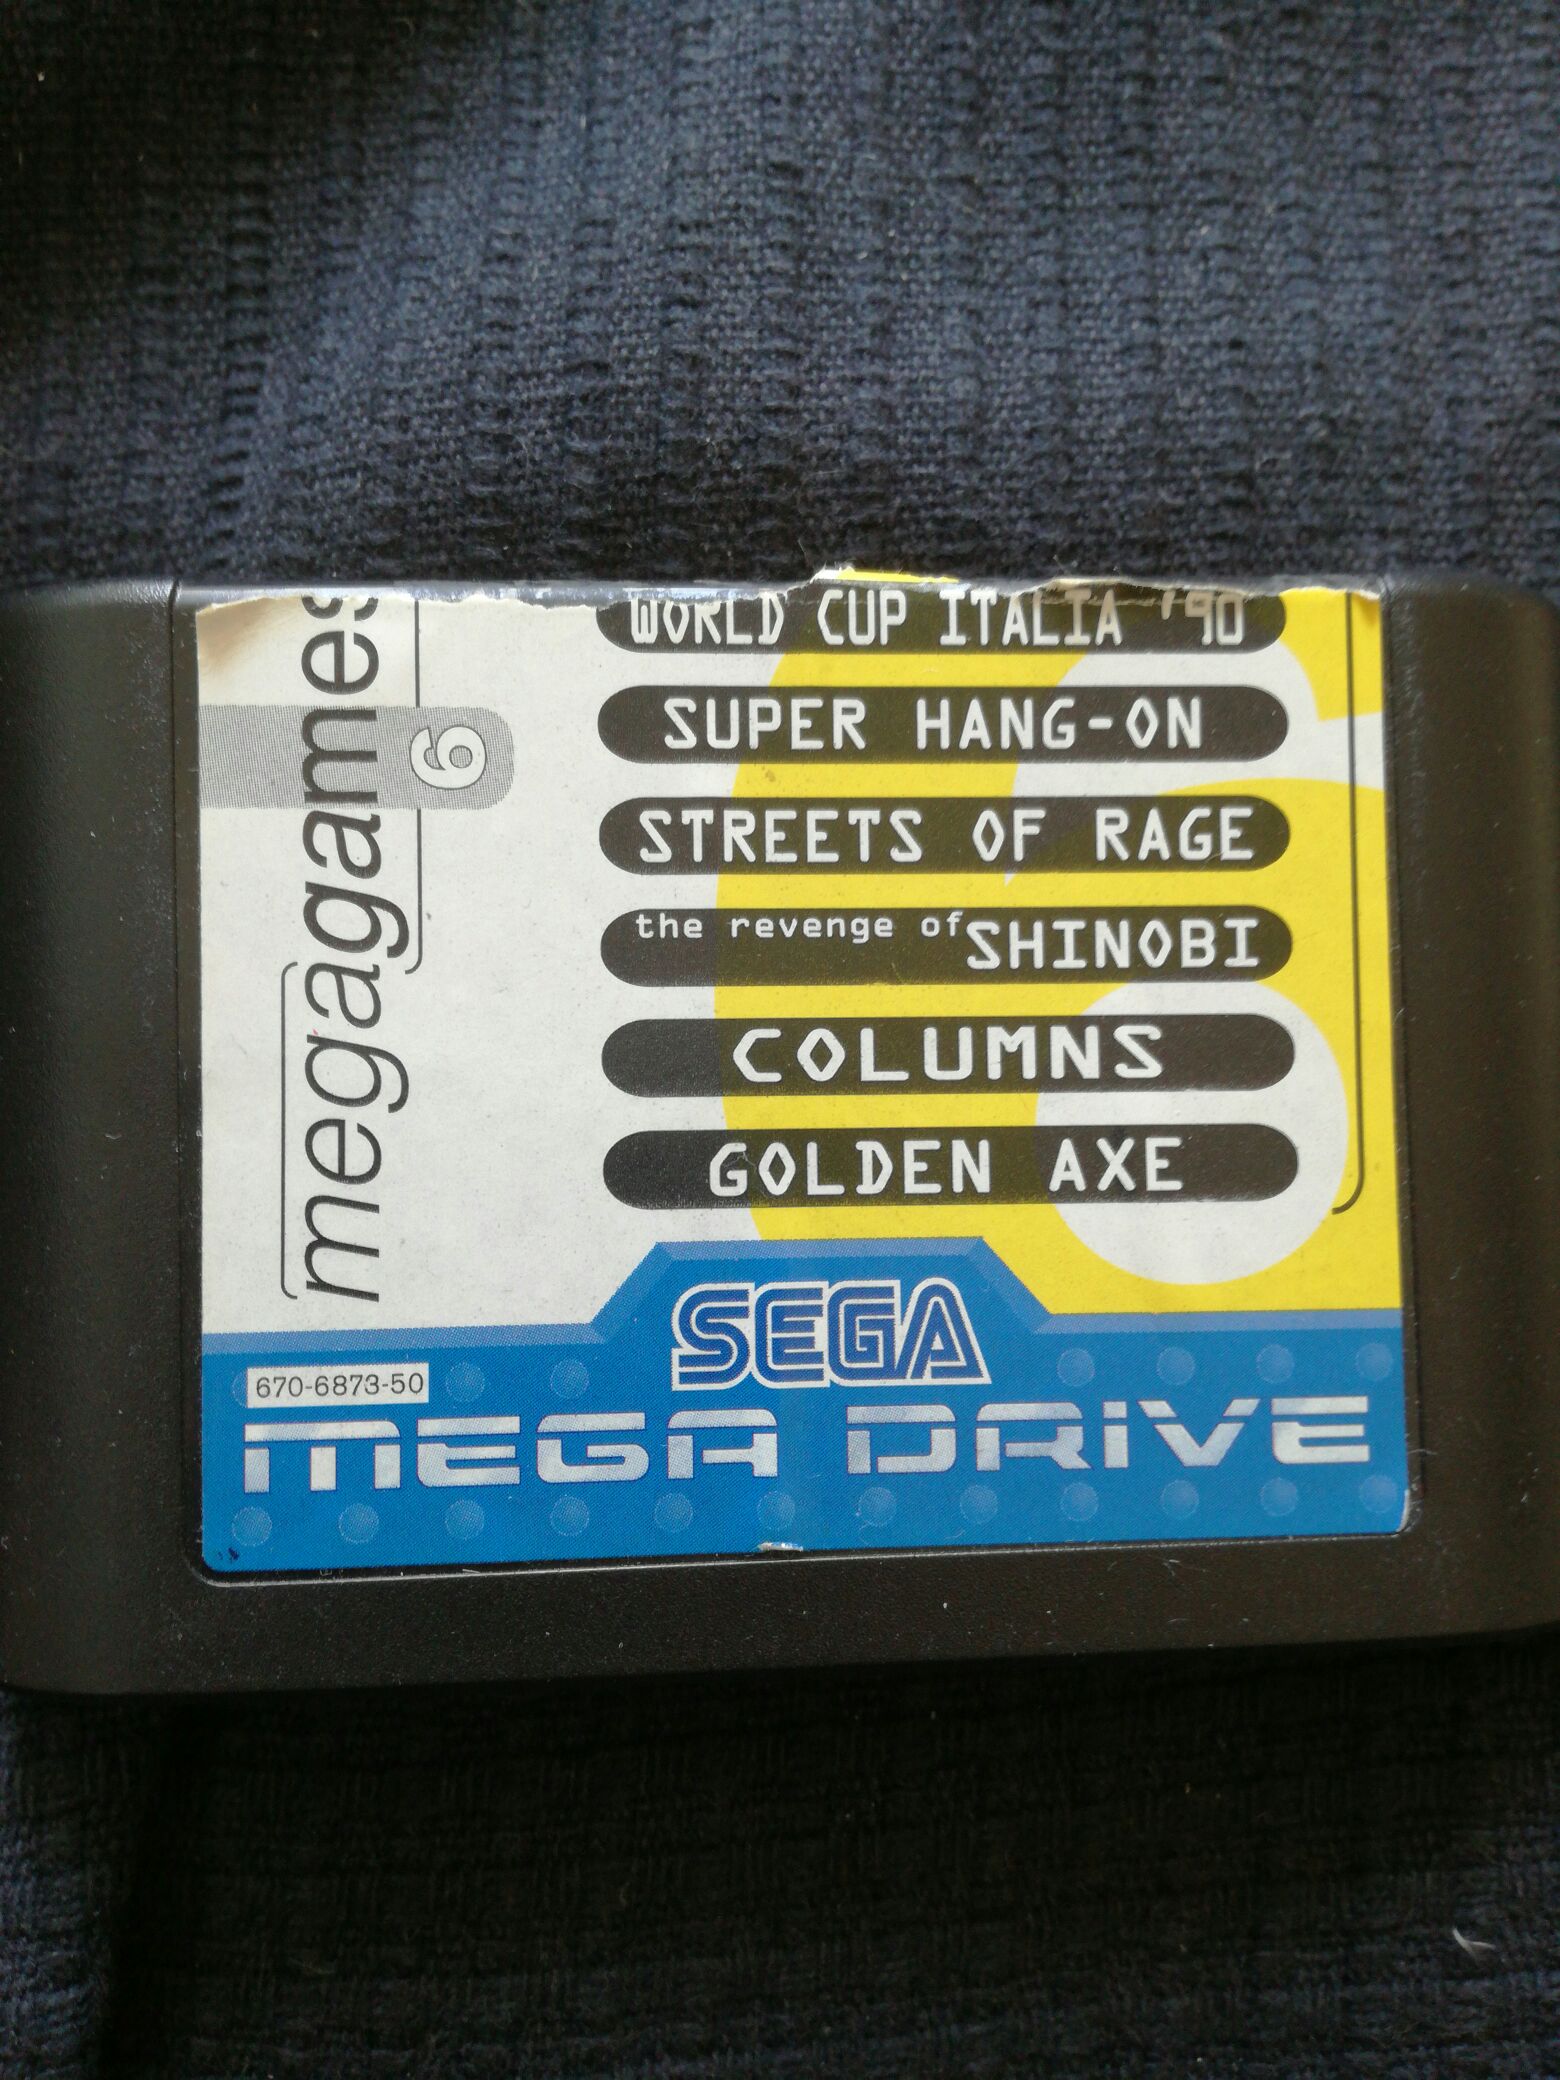 megagames
6
WORLD CUP ITALIA '90
SUPER HANG-ON
STREETS OF RAGE
the revenge of SHINOBI
COLUMNS
GOLDEN AXE
SEGA
670-6873-50
MEGA DRIVE